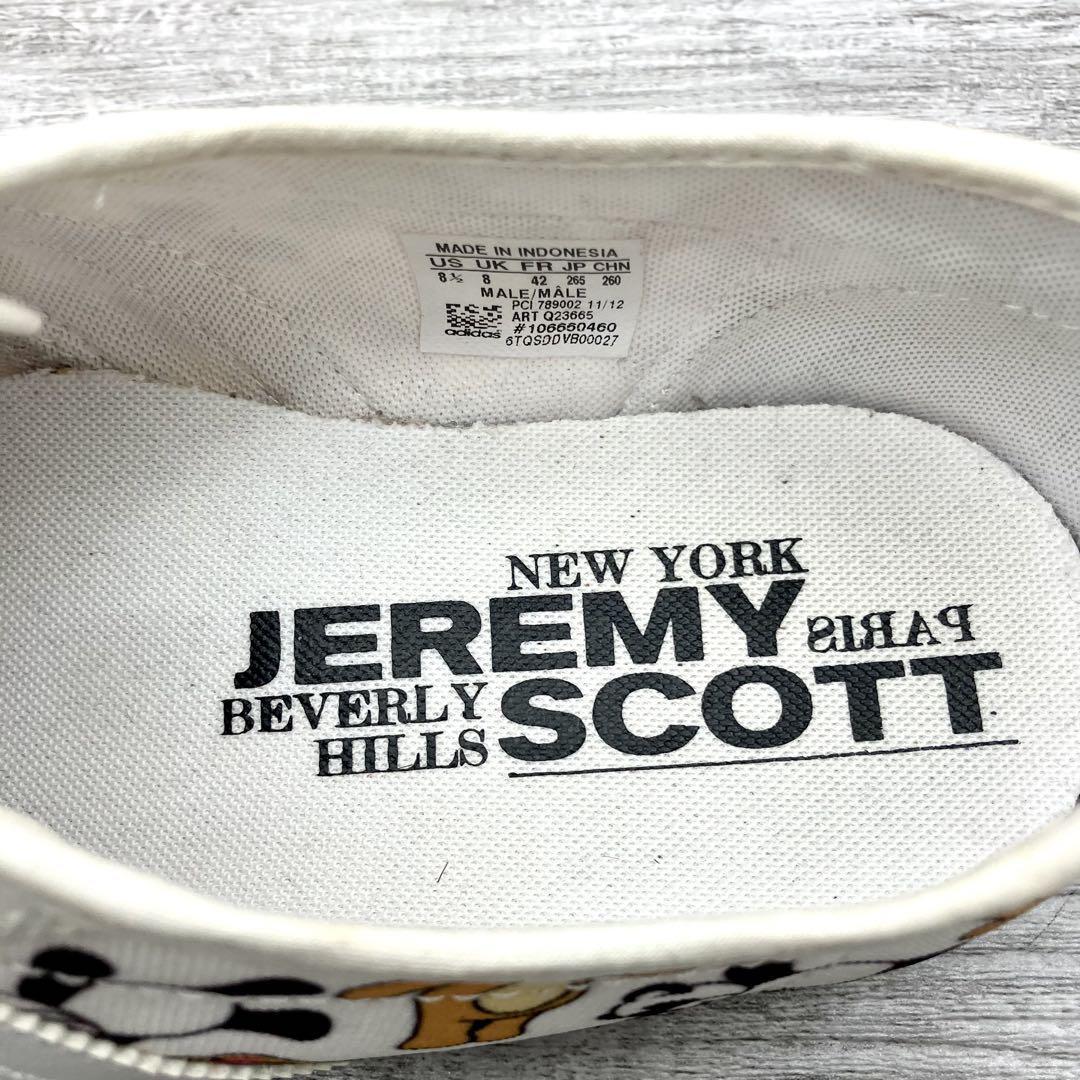 MADE IN INDONESIA
US UK FR JP CHN
8½ 8 42 265 260
MALE/MÂLE
PCI 789002 11/12
ART Q23665
adidas #106650460
6TQSDDVB00027
NEW YORK
JEREMY PARIS
BEVERLY SCOTT
HILLS